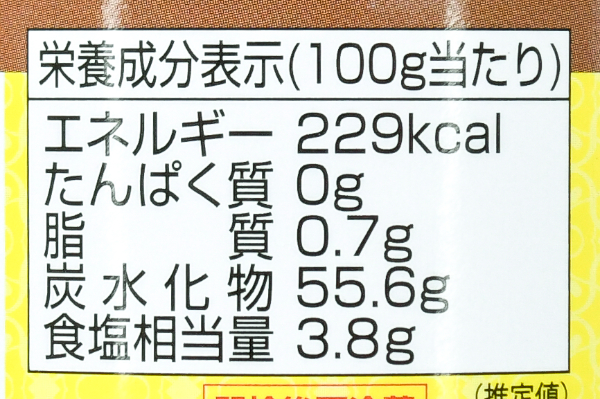 栄養成分表示(100g当たり)
エネルギー 229kcal
たんぱく質 0g
脂質 0.7g
炭水化物 55.6g
食塩相当量 3.8g
(推定値)